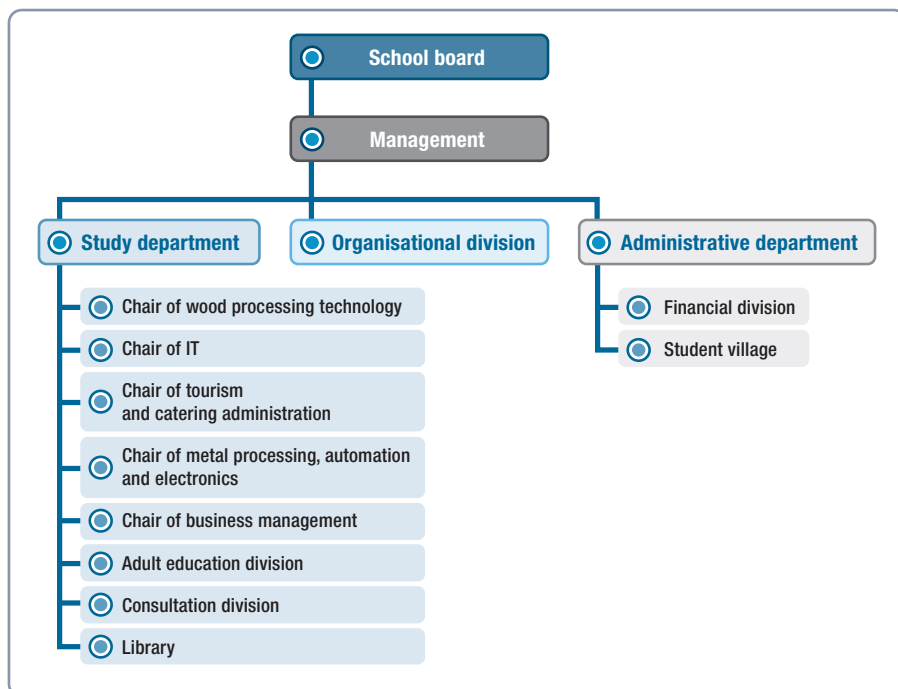 School board
Management
Study department
Organisational division
Administrative department
Chair of wood processing technology
Chair of IT
Chair of tourism
and catering administration
Chair of metal processing, automation
and electronics
Chair of business management
Adult education division
Consultation division
Library
Financial division
Student village